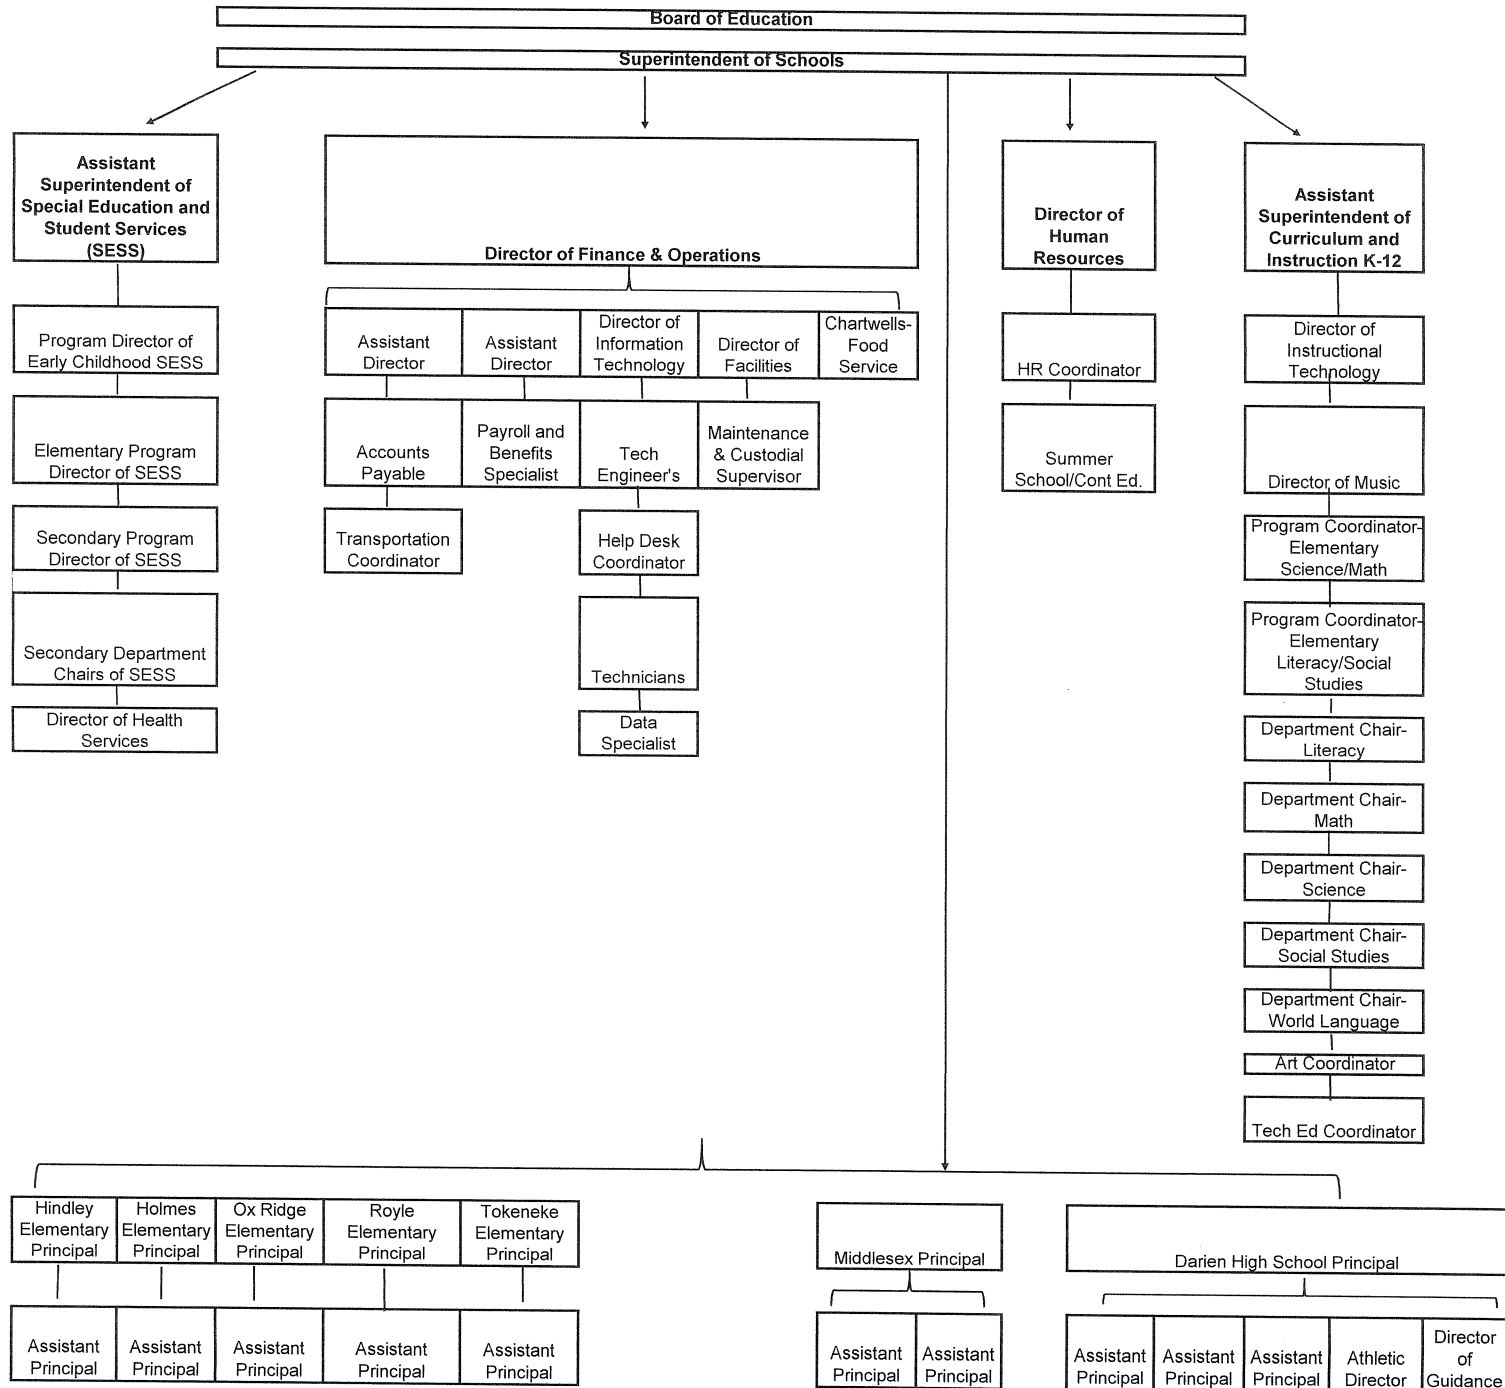 Board of Education
Superintendent of Schools
Assistant
Superintendent of
Special Education and
Student Services
(SESS)
Director of Finance & Operations
Director of
Human
Resources
Assistant
Superintendent of
Curriculum and
Instruction K-12
Program Director of
Early Childhood SESS
Elementary Program
Director of SESS
Secondary Program
Director of SESS
Secondary Department
Chairs of SESS
Director of Health
Services
Assistant
Director
Assistant
Director
Director of
Information
Technology
Director of
Facilities
Chartwells-
Food
Service
Accounts
Payable
Payroll and
Benefits
Specialist
Tech
Engineer's
Maintenance
& Custodial
Supervisor
Transportation
Coordinator
Help Desk
Coordinator
Technicians
Data
Specialist
HR Coordinator
Summer
School/Cont Ed.
Director of
Instructional
Technology
Director of Music
Program Coordinator-
Elementary
Science/Math
Program Coordinator-
Elementary
Literacy/Social
Studies
Department Chair-
Literacy
Department Chair-
Math
Department Chair-
Science
Department Chair-
Social Studies
Department Chair-
World Language
Art Coordinator
Tech Ed Coordinator
Hindley
Elementary
Principal
Holmes
Elementary
Principal
Ox Ridge
Elementary
Principal
Royle
Elementary
Principal
Tokeneke
Elementary
Principal
Middlesex Principal
Darien High School Principal
Assistant
Principal
Assistant
Principal
Assistant
Principal
Assistant
Principal
Assistant
Principal
Assistant
Principal
Assistant
Principal
Assistant
Principal
Assistant
Principal
Assistant
Principal
Athletic
Director
Director
of
Guidance